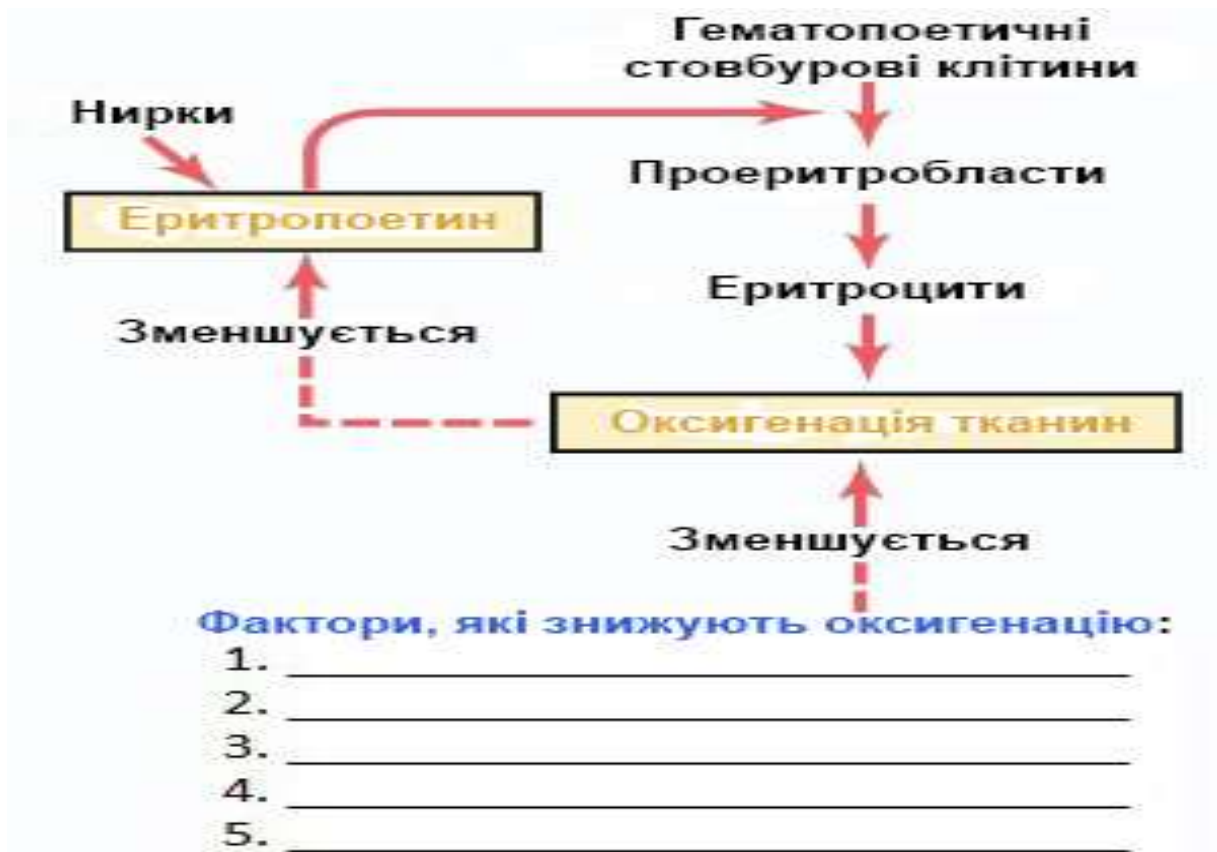 Гематопоетичні
стовбурові клітини
Нирки
Проеритробласти
Еритропоетин
Еритроцити
Зменшується
Оксигенація тканин
Зменшується
Фактори, які знижують оксигенацію:
1.
2.
3.
4.
5.